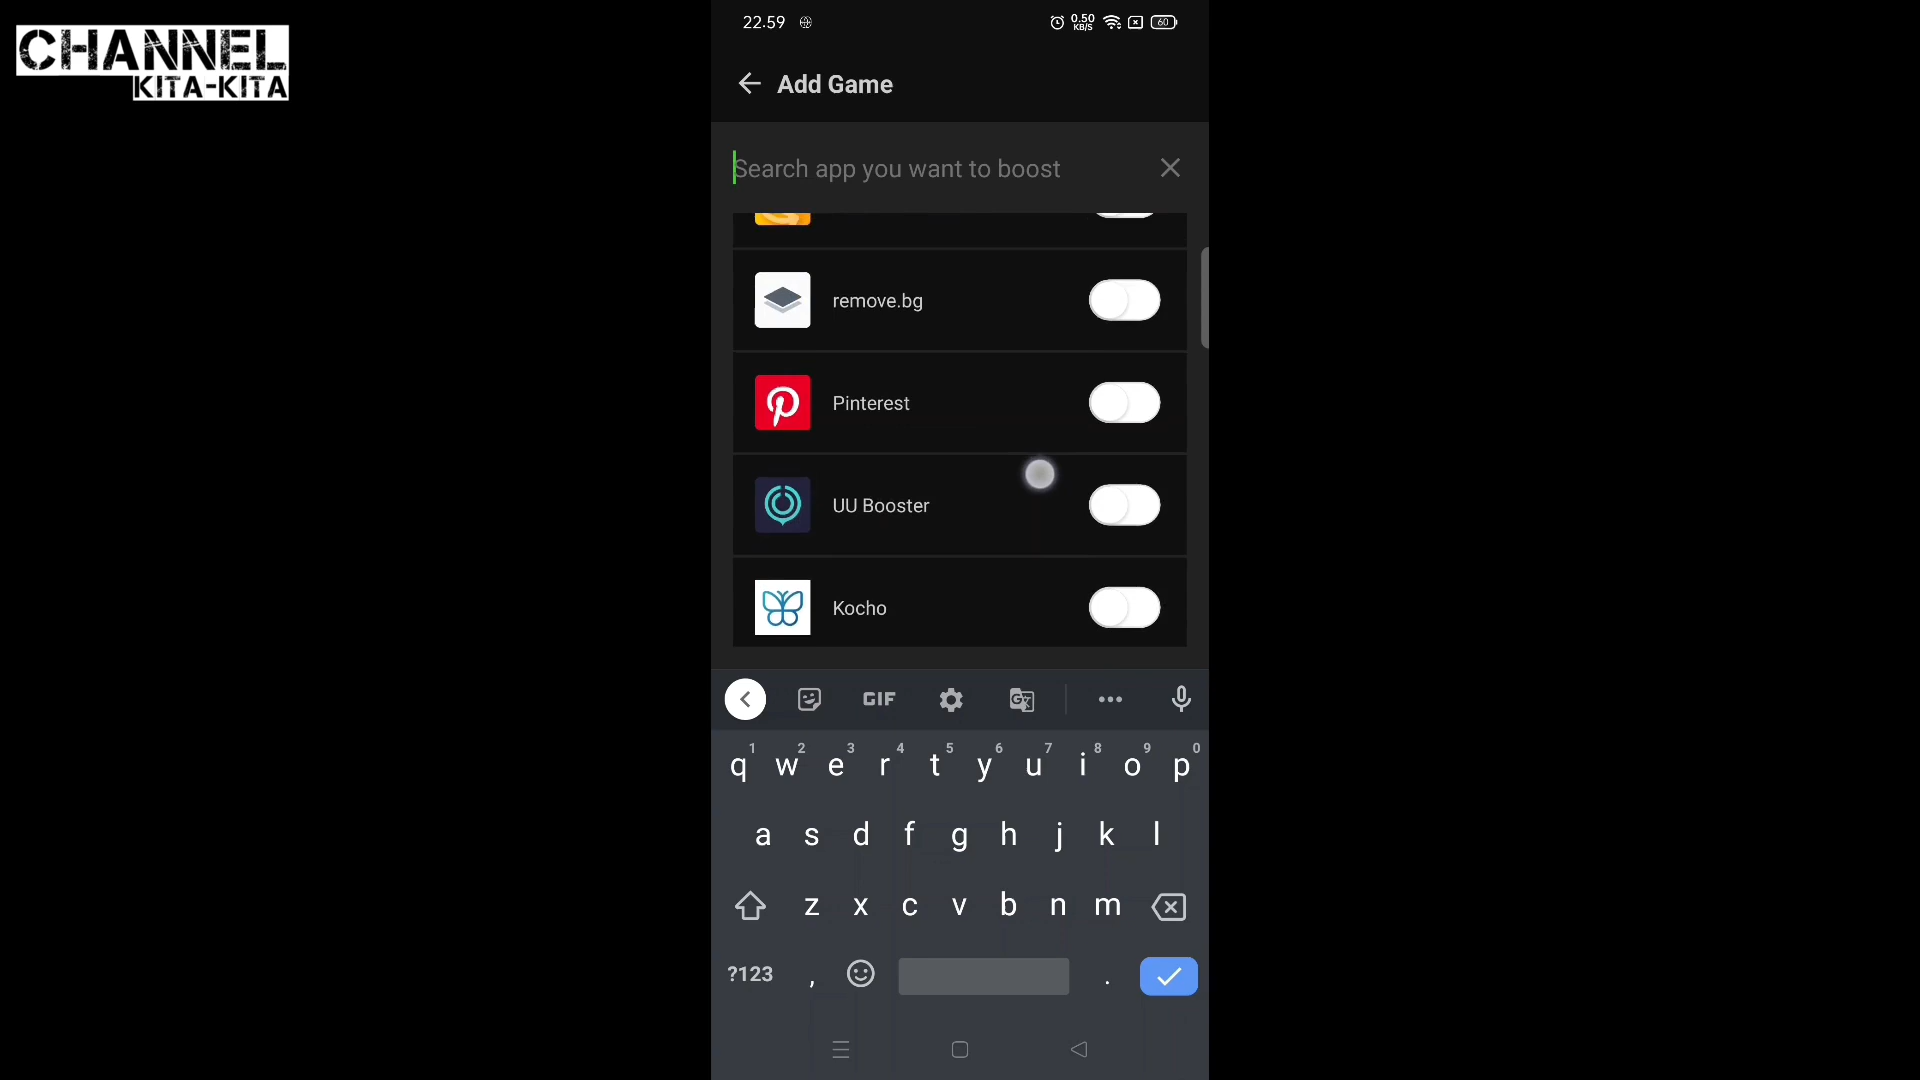 CHANNEL
KITA-KITA
22.59
0.50
KB/S
60
Add Game
Search app you want to boost
remove.bg
Pinterest
UU Booster
Kocho
GIF
1 2 3 4 5 6 7 8 9 0
q w e r t y u i o p
a s d f g h j k l
z x c v b n m
?123 , .